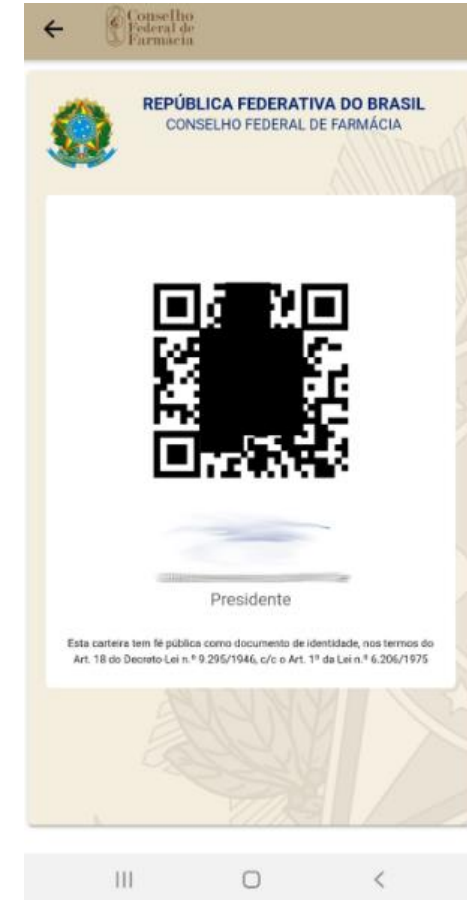 Conselho
Federal de
Farmácia
REPÚBLICA FEDERATIVA DO BRASIL
CONSELHO FEDERAL DE FARMÁCIA
Presidente
Esta carteira tem fé pública como documento de identidade, nos termos do
Art. 18 do Decreto-Lei n.º 9.295/1946, c/c o Art. 1º da Lei n.º 6.206/1975